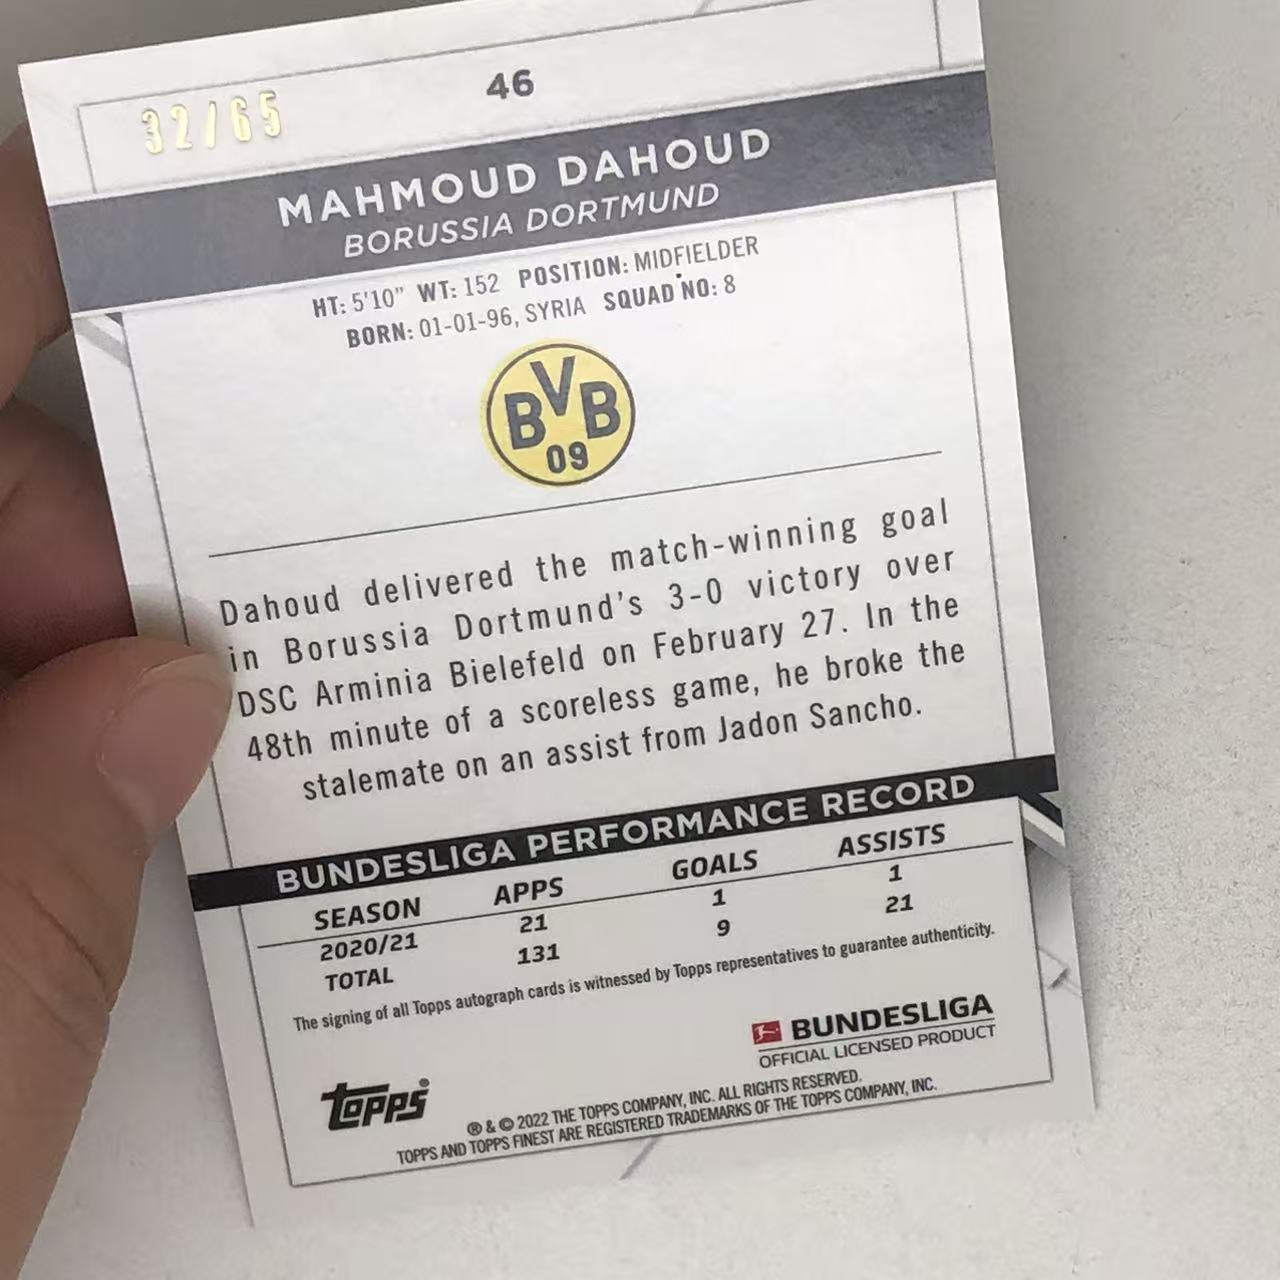 46
32/65
MAHMOUD DAHOUD
BORUSSIA DORTMUND
HT: 5'10" WT: 152 POSITION: MIDFIELDER
BORN: 01-01-96, SYRIA SQUAD NO: 8
BVB
09
Dahoud delivered the match-winning goal
in Borussia Dortmund's 3-0 victory over
DSC Arminia Bielefeld on February 27. In the
48th minute of a scoreless game, he broke the
stalemate on an assist from Jadon Sancho.
BUNDESLIGA PERFORMANCE RECORD
SEASON APPS GOALS ASSISTS
2020/21 21 1 1
TOTAL 131 9 21
The signing of all Topps autograph cards is witnessed by Topps representatives to guarantee authenticity.
BUNDESLIGA
OFFICIAL LICENSED PRODUCT
topps®
® & © 2022 THE TOPPS COMPANY, INC. ALL RIGHTS RESERVED.
TOPPS AND TOPPS FINEST ARE REGISTERED TRADEMARKS OF THE TOPPS COMPANY, INC.